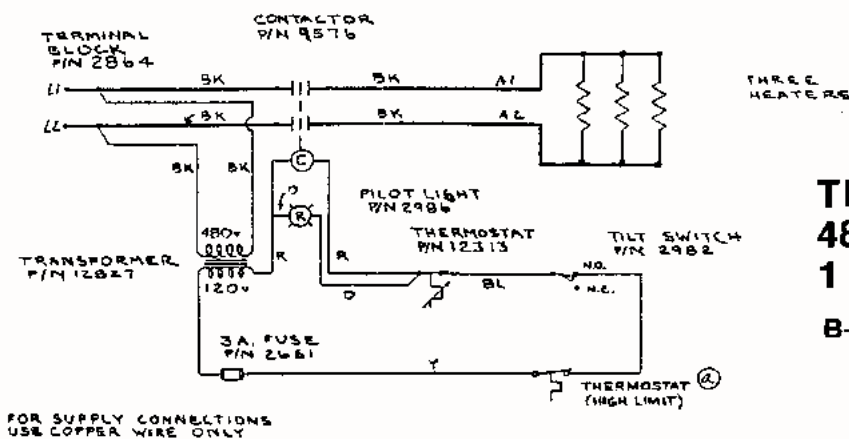 CONTACTOR
P/N 9576
TERMINAL
BLOCK
P/N 2864
L1
BK
BK
A1
THREE
HEATERS
L2
BK
BK
A2
BK
BK
C
PILOT LIGHT
P/N 2986
R
480V
THERMOSTAT
P/N 12313
TILT SWITCH
P/N 2982
TRANSFORMER
P/N 12827
R
R
N.O.
120V
BL
N.C.
3A. FUSE
P/N 2661
Y
THERMOSTAT
(HIGH LIMIT)
a
FOR SUPPLY CONNECTIONS
USE COPPER WIRE ONLY
48
1
B-